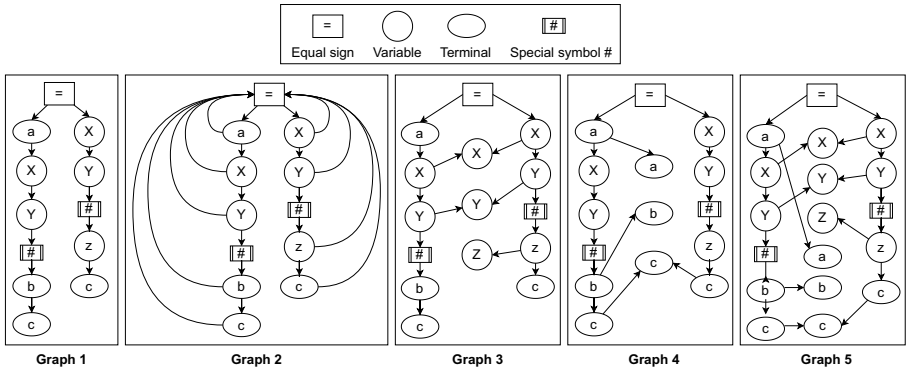 = # 
Equal sign Variable Terminal Special symbol #
= = = = =
a X a X a X a X a X
X Y X Y X X Y X a Y X X Y
Y # Y # Y Y # Y b # Y Y #
# z # z # Z z # c z # Z z
b c b c b c b c b a b c
c c c c c c
Graph 1 Graph 2 Graph 3 Graph 4 Graph 5